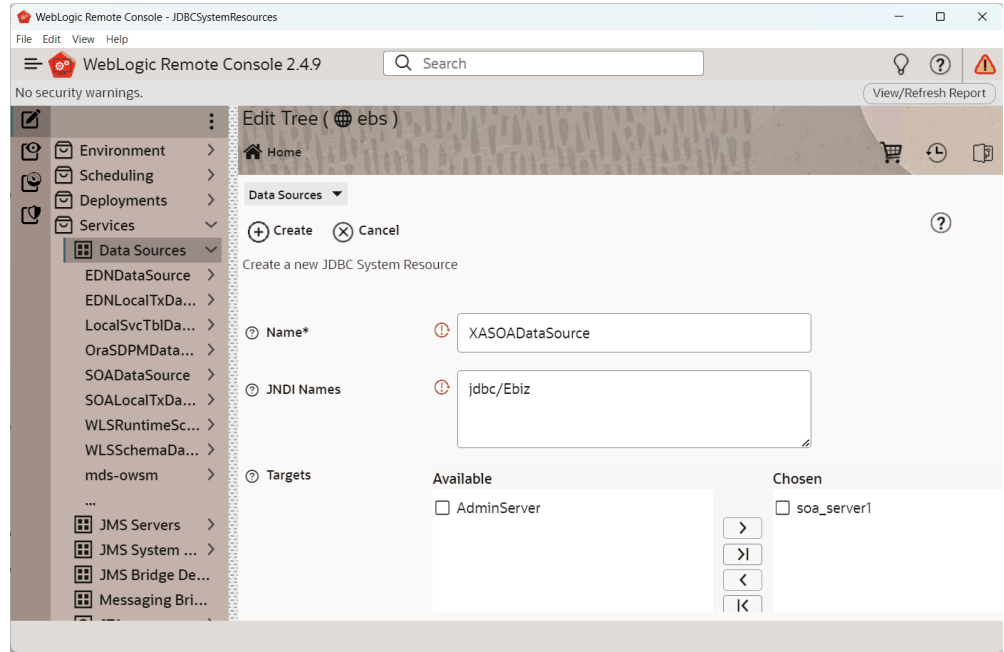 WebLogic Remote Console - JDBCSystemResources
File Edit View Help
WebLogic Remote Console 2.4.9
Search
No security warnings.
View/Refresh Report
Edit Tree ( ebs )
Home
Environment
Scheduling
Deployments
Services
Data Sources
EDNDataSource
EDNLocalTxDa...
LocalSvcTblDa...
OraSDPMData...
SOADataSource
SOALocalTxDa...
WLSRuntimeSc...
WLSSchemaDa...
mds-owsm
...
JMS Servers
JMS System ...
JMS Bridge De...
Messaging Bri...
Data Sources
Create Cancel
Create a new JDBC System Resource
Name* XASOADataSource
JNDI Names jdbc/Ebiz
Targets
Available Chosen
AdminServer soa_server1